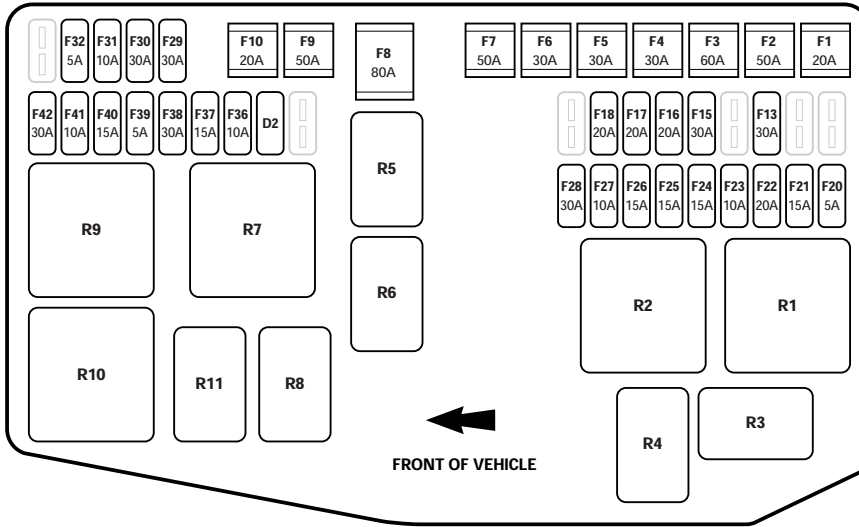 F32 F31 F30 F29
5A 10A 30A 30A
F10 F9
20A 50A
F8
80A
F7 F6 F5 F4 F3 F2 F1
50A 30A 30A 30A 60A 50A 20A
F42 F41 F40 F39 F38 F37 F36 D2
30A 10A 15A 5A 30A 15A 10A
F18 F17 F16 F15 F13
20A 20A 20A 30A 30A
R5
F28 F27 F26 F25 F24 F23 F22 F21 F20
30A 10A 15A 15A 15A 10A 20A 15A 5A
R9 R7
R6
R2 R1
R10 R11 R8
R4 R3
FRONT OF VEHICLE